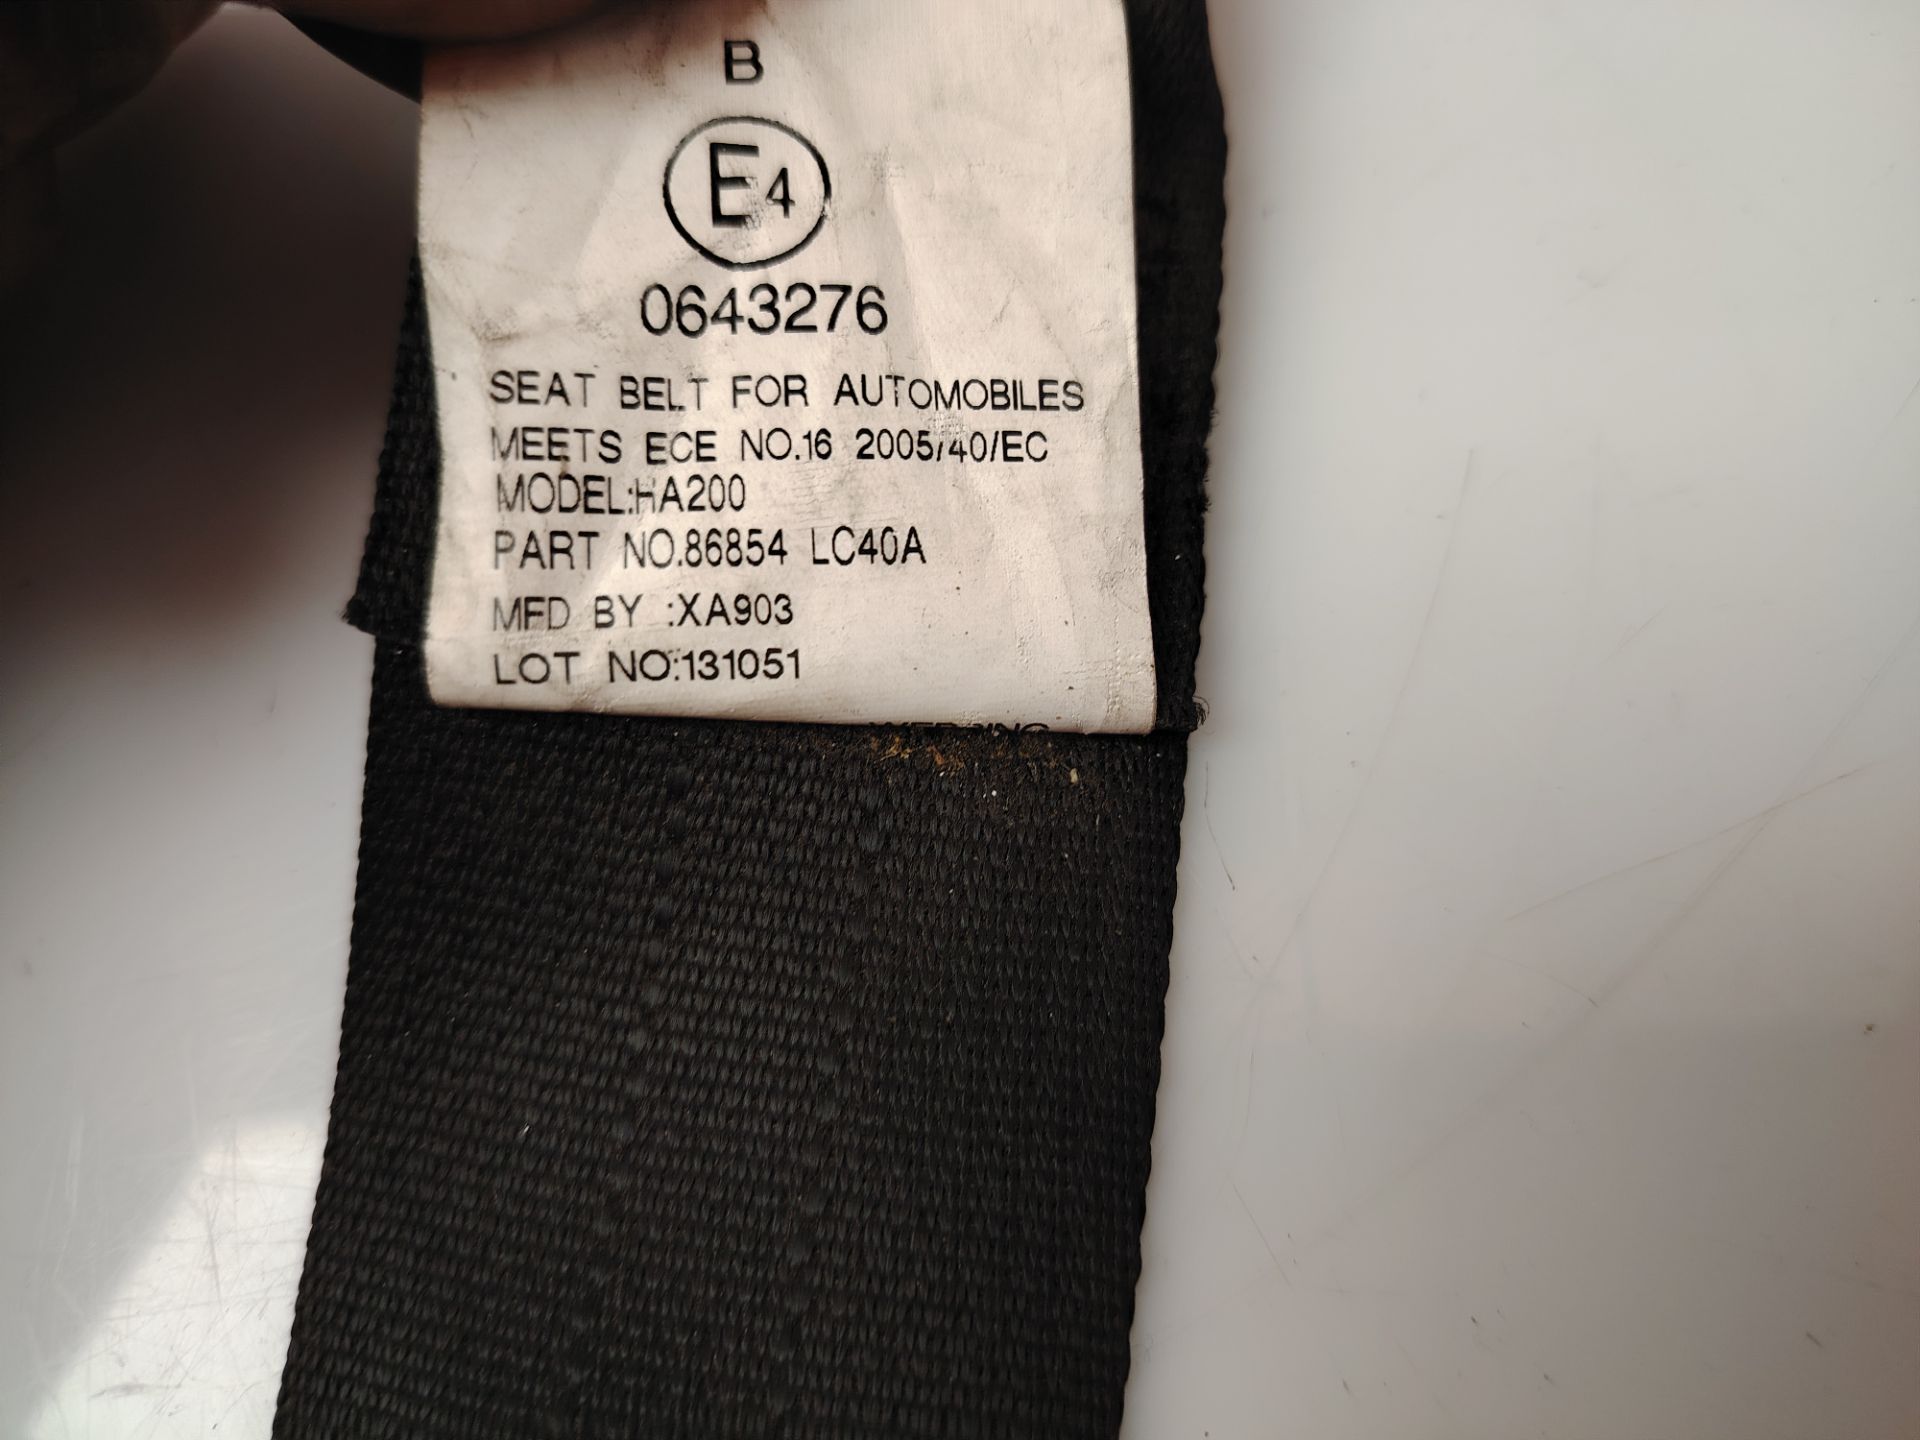 B
E4
0643276
SEAT BELT FOR AUTOMOBILES
MEETS ECE NO.16 2005/40/EC
MODEL:HA200
PART NO.86854 LC40A
MFD BY :XA903
LOT NO:131051